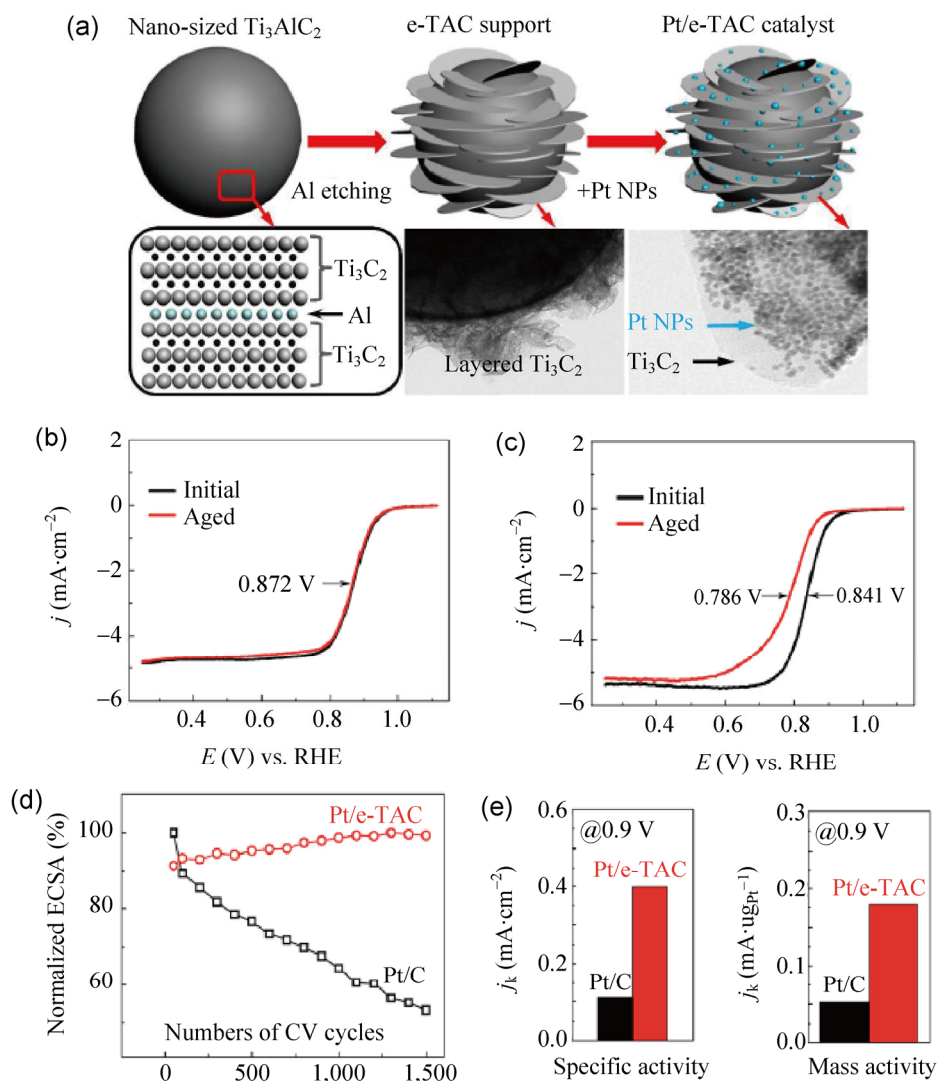 (a)
Nano-sized Ti₃AlC₂
e-TAC support
Pt/e-TAC catalyst
Al etching
+Pt NPs
Ti₃C₂
Al
Ti₃C₂
Layered Ti₃C₂
Pt NPs
Ti₃C₂
(b)
2
0
−2
−4
−6
j (mA·cm⁻²)
Initial
Aged
0.872 V
0.4 0.6 0.8 1.0
E (V) vs. RHE
(c)
2
0
−2
−4
−6
j (mA·cm⁻²)
Initial
Aged
0.786 V
0.841 V
0.4 0.6 0.8 1.0
E (V) vs. RHE
(d)
Normalized ECSA (%)
100
80
60
Pt/e-TAC
Pt/C
Numbers of CV cycles
0 500 1,000 1,500
(e)
jₖ (mA·cm⁻²)
0.6
0.4
0.2
0.0
@0.9 V
Pt/e-TAC
Pt/C
Specific activity
jₖ (mA·ug_Pt⁻¹)
0.3
0.2
0.1
0.0
@0.9 V
Pt/e-TAC
Pt/C
Mass activity